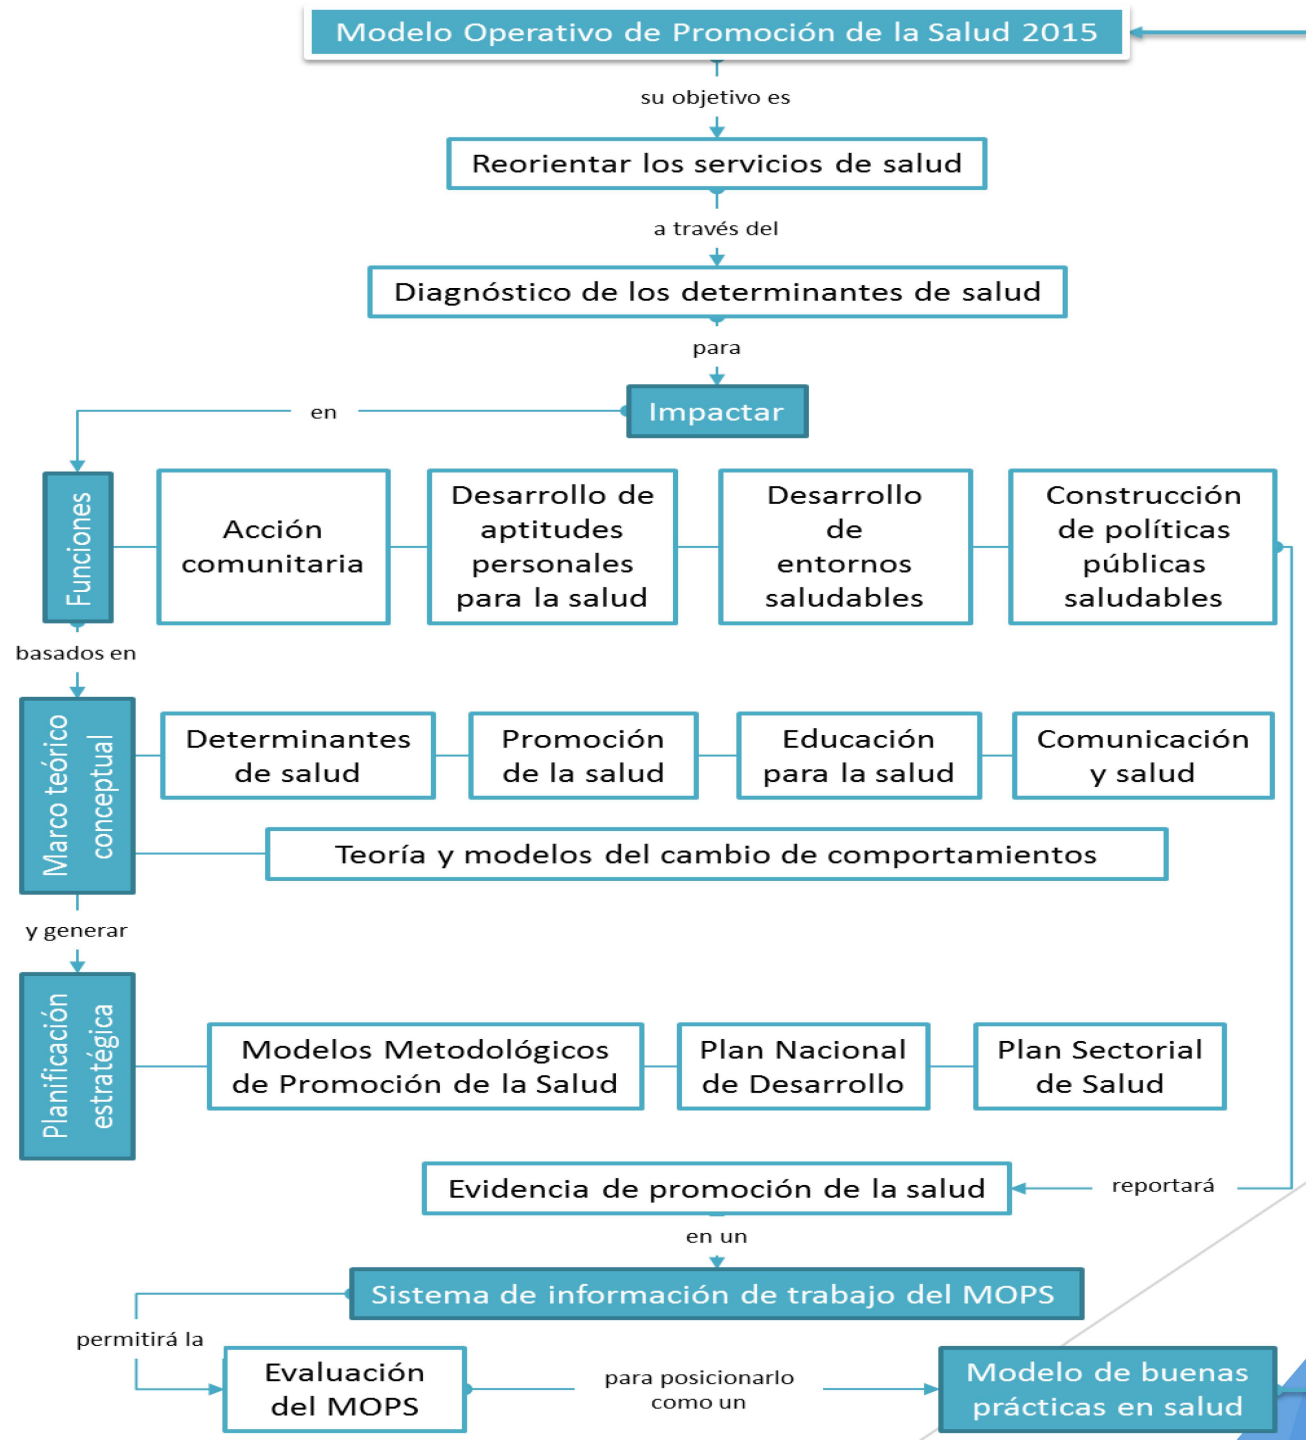 Modelo Operativo de Promoción de la Salud 2015
su objetivo es
Reorientar los servicios de salud
a través del
Diagnóstico de los determinantes de salud
para
Impactar
en
Funciones
Acción
comunitaria
Desarrollo de
aptitudes
personales
para la salud
Desarrollo
de
entornos
saludables
Construcción
de políticas
públicas
saludables
basados en
Marco teórico
conceptual
Determinantes
de salud
Promoción
de la salud
Educación
para la salud
Comunicación
y salud
Teoría y modelos del cambio de comportamientos
y generar
Planificación
estratégica
Modelos Metodológicos
de Promoción de la Salud
Plan Nacional
de Desarrollo
Plan Sectorial
de Salud
Evidencia de promoción de la salud
reportará
en un
Sistema de información de trabajo del MOPS
permitirá la
Evaluación
del MOPS
para posicionarlo
como un
Modelo de buenas
prácticas en salud